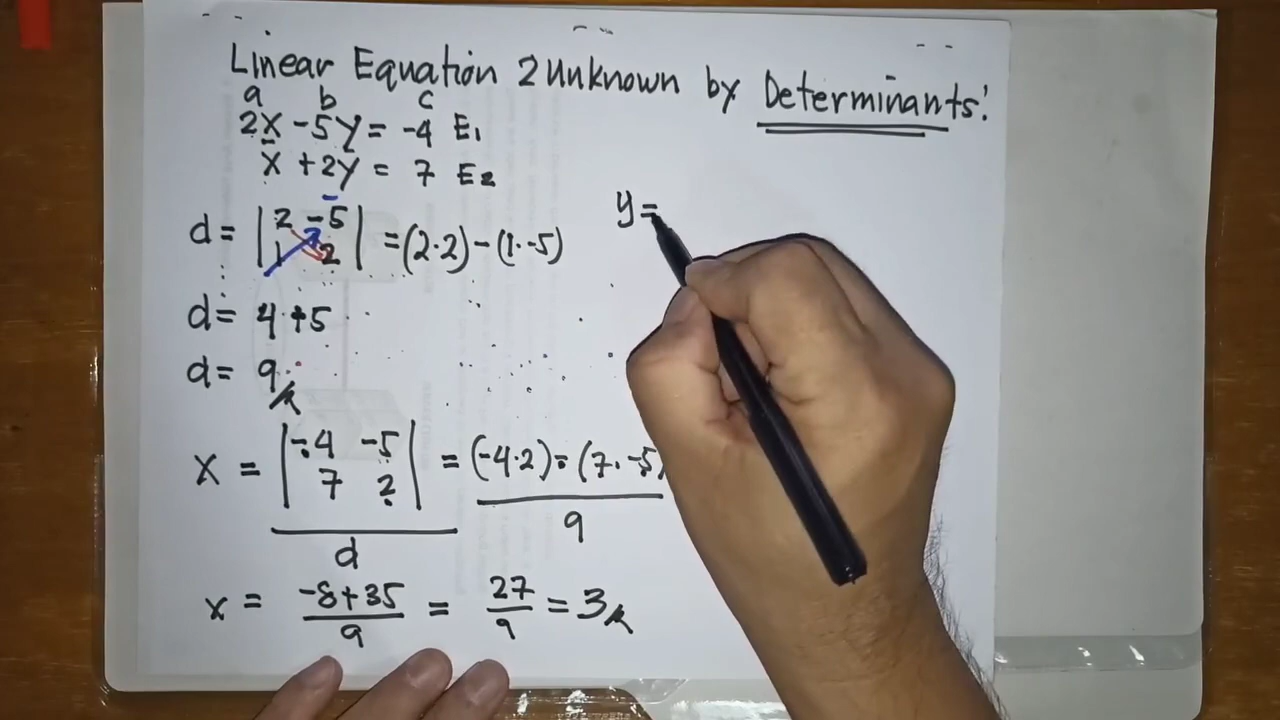 Linear Equation 2 Unknown by Determinants:
a b c
2x - 5y = -4 E1
x + 2y = 7 E2
d = | 2 -5 | = (2·2) - (1·-5)
| 1 2 |
d = 4 + 5
d = 9
x = | -4 -5 | = (-4·2) - (7·-5)
| 7 2 | 9
d
x = -8+35 = 27 = 3
9 9
y =